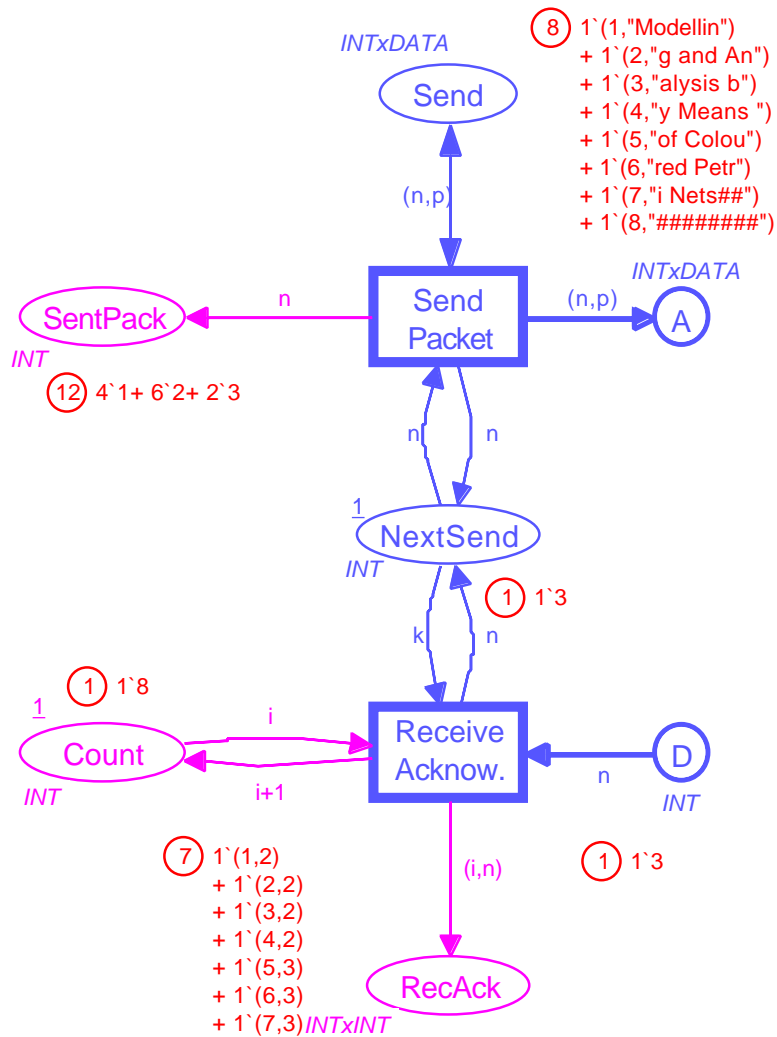 INTxDATA
Send
8 1`(1,"Modellin")
+ 1`(2,"g and An")
+ 1`(3,"alysis b")
+ 1`(4,"y Means ")
+ 1`(5,"of Colou")
+ 1`(6,"red Petr")
+ 1`(7,"i Nets##")
+ 1`(8,"########")
(n,p)
SentPack
INT
12 4`1+ 6`2+ 2`3
n
Send
Packet
(n,p)
INTxDATA
A
n
n
1
NextSend
INT
1 1`3
k
n
1 1`8
1
Count
INT
i
i+1
Receive
Acknow.
n
D
INT
1 1`3
7 1`(1,2)
+ 1`(2,2)
+ 1`(3,2)
+ 1`(4,2)
+ 1`(5,3)
+ 1`(6,3)
+ 1`(7,3) INTxINT
(i,n)
RecAck